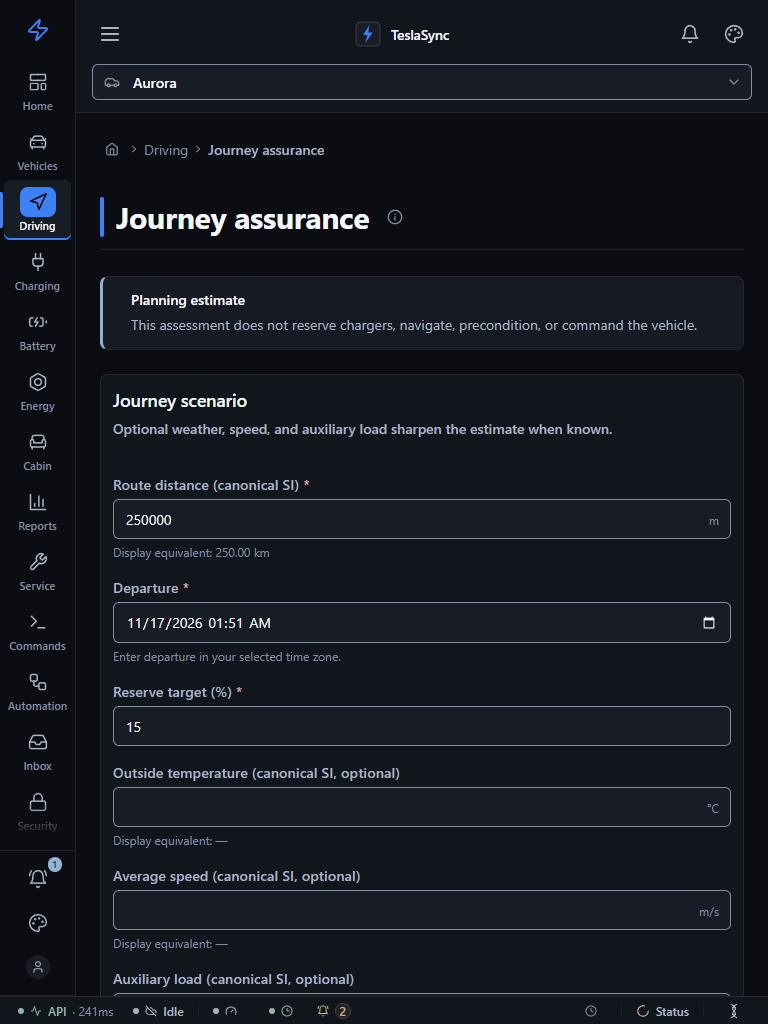 TeslaSync
Aurora
Home
Vehicles
Driving
Charging
Battery
Energy
Cabin
Reports
Service
Commands
Automation
Inbox
Security
1
Driving
Journey assurance
Journey assurance
Planning estimate
This assessment does not reserve chargers, navigate, precondition, or command the vehicle.
Journey scenario
Optional weather, speed, and auxiliary load sharpen the estimate when known.
Route distance (canonical SI) *
250000 m
Display equivalent: 250.00 km
Departure *
11/17/2026 01:51 AM
Enter departure in your selected time zone.
Reserve target (%) *
15
Outside temperature (canonical SI, optional)
°C
Display equivalent: —
Average speed (canonical SI, optional)
m/s
Display equivalent: —
Auxiliary load (canonical SI, optional)
API · 241ms Idle 2 Status